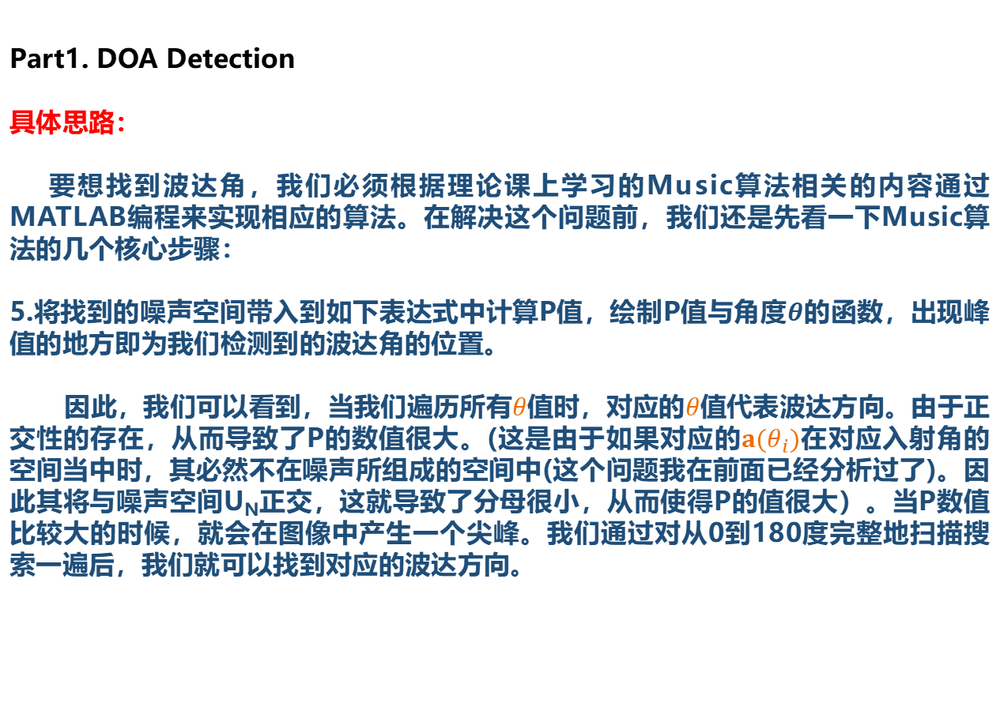 Part1. DOA Detection
具体思路：
要想找到波达角，我们必须根据理论课上学习的Music算法相关的内容通过
MATLAB编程来实现相应的算法。在解决这个问题前，我们还是先看一下Music算
法的几个核心步骤：
5.将找到的噪声空间带入到如下表达式中计算P值，绘制P值与角度θ的函数，出现峰
值的地方即为我们检测到的波达角的位置。
因此，我们可以看到，当我们遍历所有θ值时，对应的θ值代表波达方向。由于正
交性的存在，从而导致了P的数值很大。(这是由于如果对应的a(θᵢ)在对应入射角的
空间当中时，其必然不在噪声所组成的空间中(这个问题我在前面已经分析过了)。因
此其将与噪声空间U_N正交，这就导致了分母很小，从而使得P的值很大）。当P数值
比较大的时候，就会在图像中产生一个尖峰。我们通过对从0到180度完整地扫描搜
索一遍后，我们就可以找到对应的波达方向。